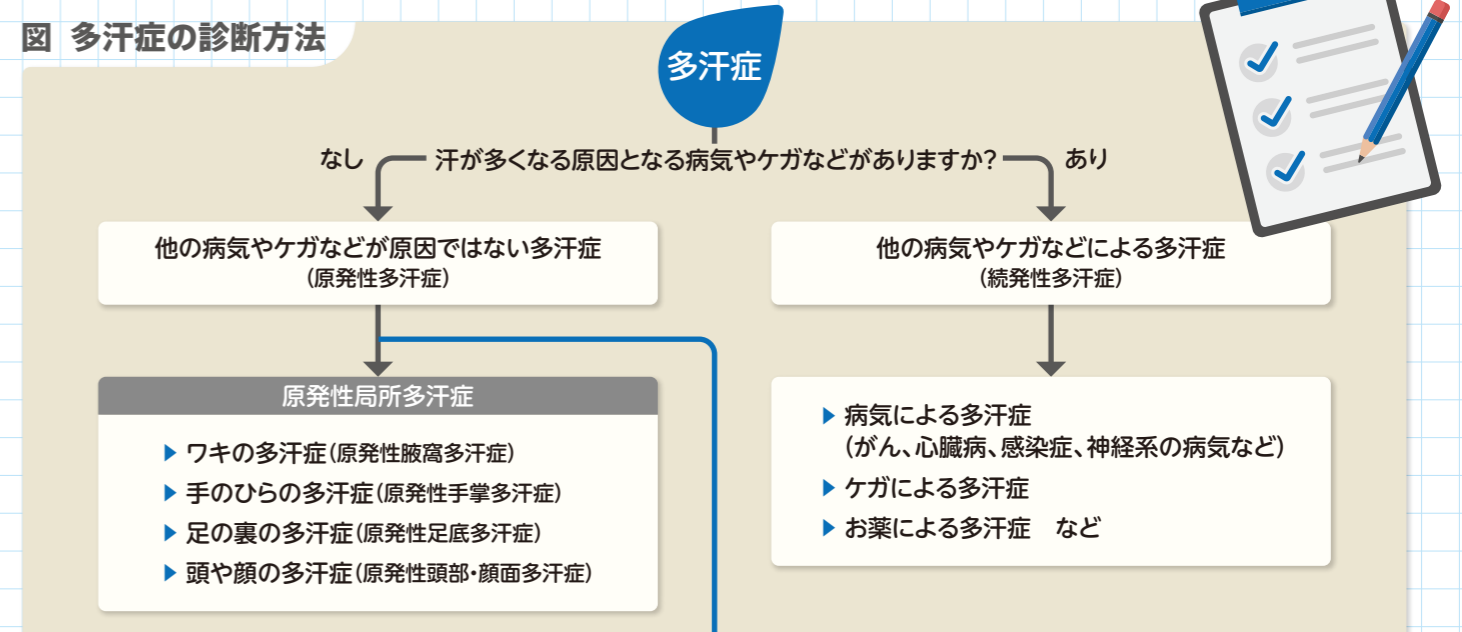 図 多汗症の診断方法
多汗症
なし
汗が多くなる原因となる病気やケガなどがありますか?
あり
他の病気やケガなどが原因ではない多汗症
(原発性多汗症)
他の病気やケガなどによる多汗症
(続発性多汗症)
原発性局所多汗症
▶ ワキの多汗症(原発性腋窩多汗症)
▶ 手のひらの多汗症(原発性手掌多汗症)
▶ 足の裏の多汗症(原発性足底多汗症)
▶ 頭や顔の多汗症(原発性頭部・顔面多汗症)
▶ 病気による多汗症
(がん、心臓病、感染症、神経系の病気など)
▶ ケガによる多汗症
▶ お薬による多汗症 など